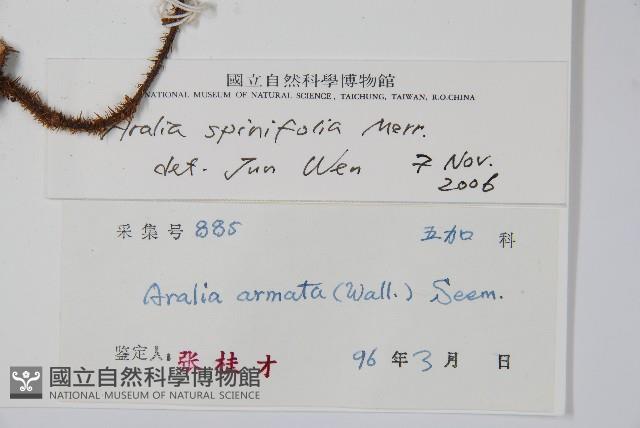 國立自然科學博物館
NATIONAL MUSEUM OF NATURAL SCIENCE, TAICHUNG, TAIWAN, R.O.CHINA
Aralia spinifolia Merr.
det. Jun Wen 7 Nov. 2006
采集号 885 五加 科
Aralia armata (Wall.) Seem.
鉴定人: 张桂才 96 年 3 月 日
國立自然科學博物館
NATIONAL MUSEUM OF NATURAL SCIENCE